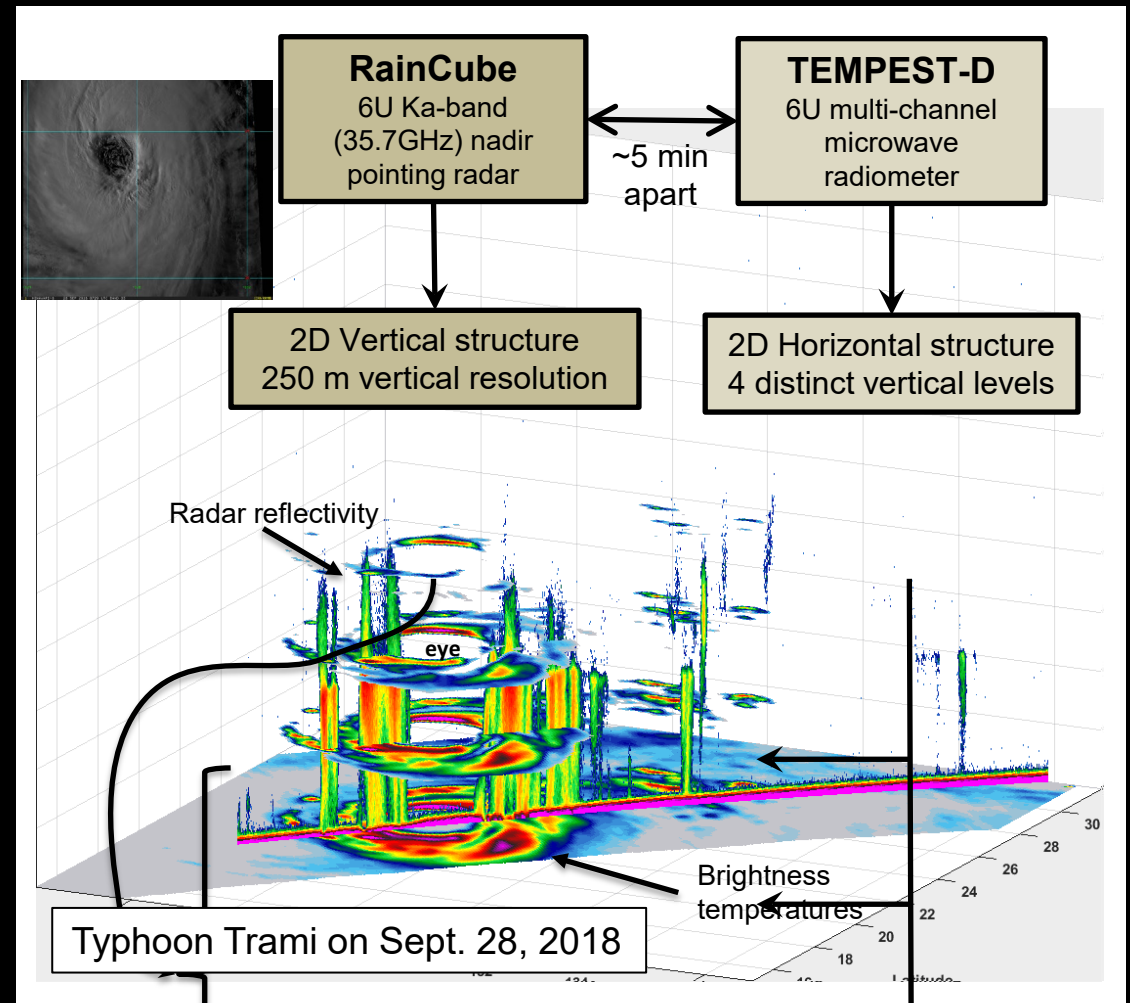 RainCube
6U Ka-band
(35.7GHz) nadir
pointing radar
~5 min
apart
TEMPEST-D
6U multi-channel
microwave
radiometer
2D Vertical structure
250 m vertical resolution
2D Horizontal structure
4 distinct vertical levels
Radar reflectivity
eye
Brightness
temperatures
30
28
26
24
22
20
18
Typhoon Trami on Sept. 28, 2018